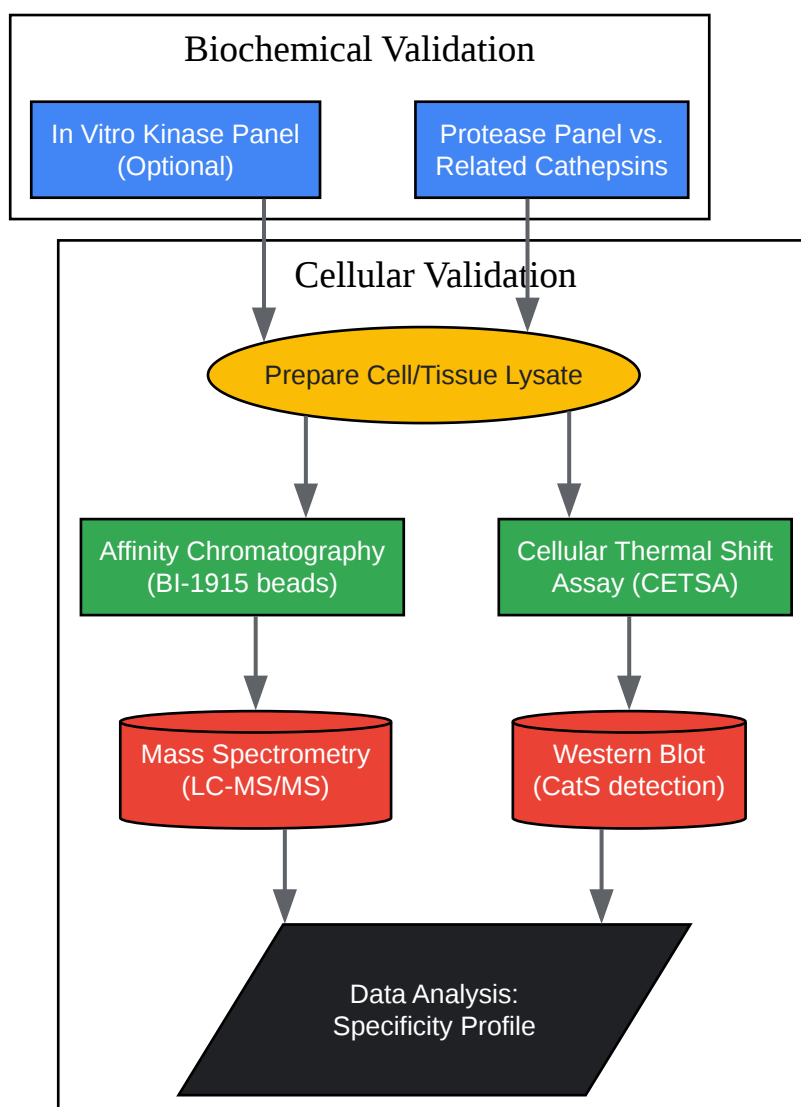 Biochemical Validation
In Vitro Kinase Panel
(Optional)
Protease Panel vs.
Related Cathepsins
Cellular Validation
Prepare Cell/Tissue Lysate
Affinity Chromatography
(BI-1915 beads)
Cellular Thermal Shift
Assay (CETSA)
Mass Spectrometry
(LC-MS/MS)
Western Blot
(CatS detection)
Data Analysis:
Specificity Profile